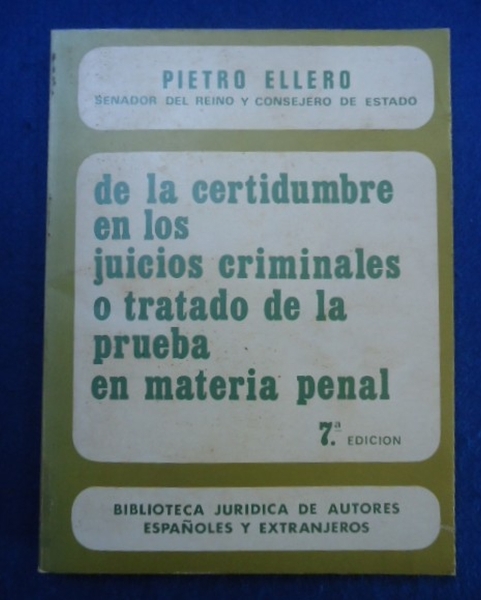 PIETRO ELLERO
SENADOR DEL REINO Y CONSEJERO DE ESTADO
de la certidumbre
en los
juicios criminales
o tratado de la
prueba
en materia penal
7.ª EDICION
BIBLIOTECA JURIDICA DE AUTORES
ESPAÑOLES Y EXTRANJEROS